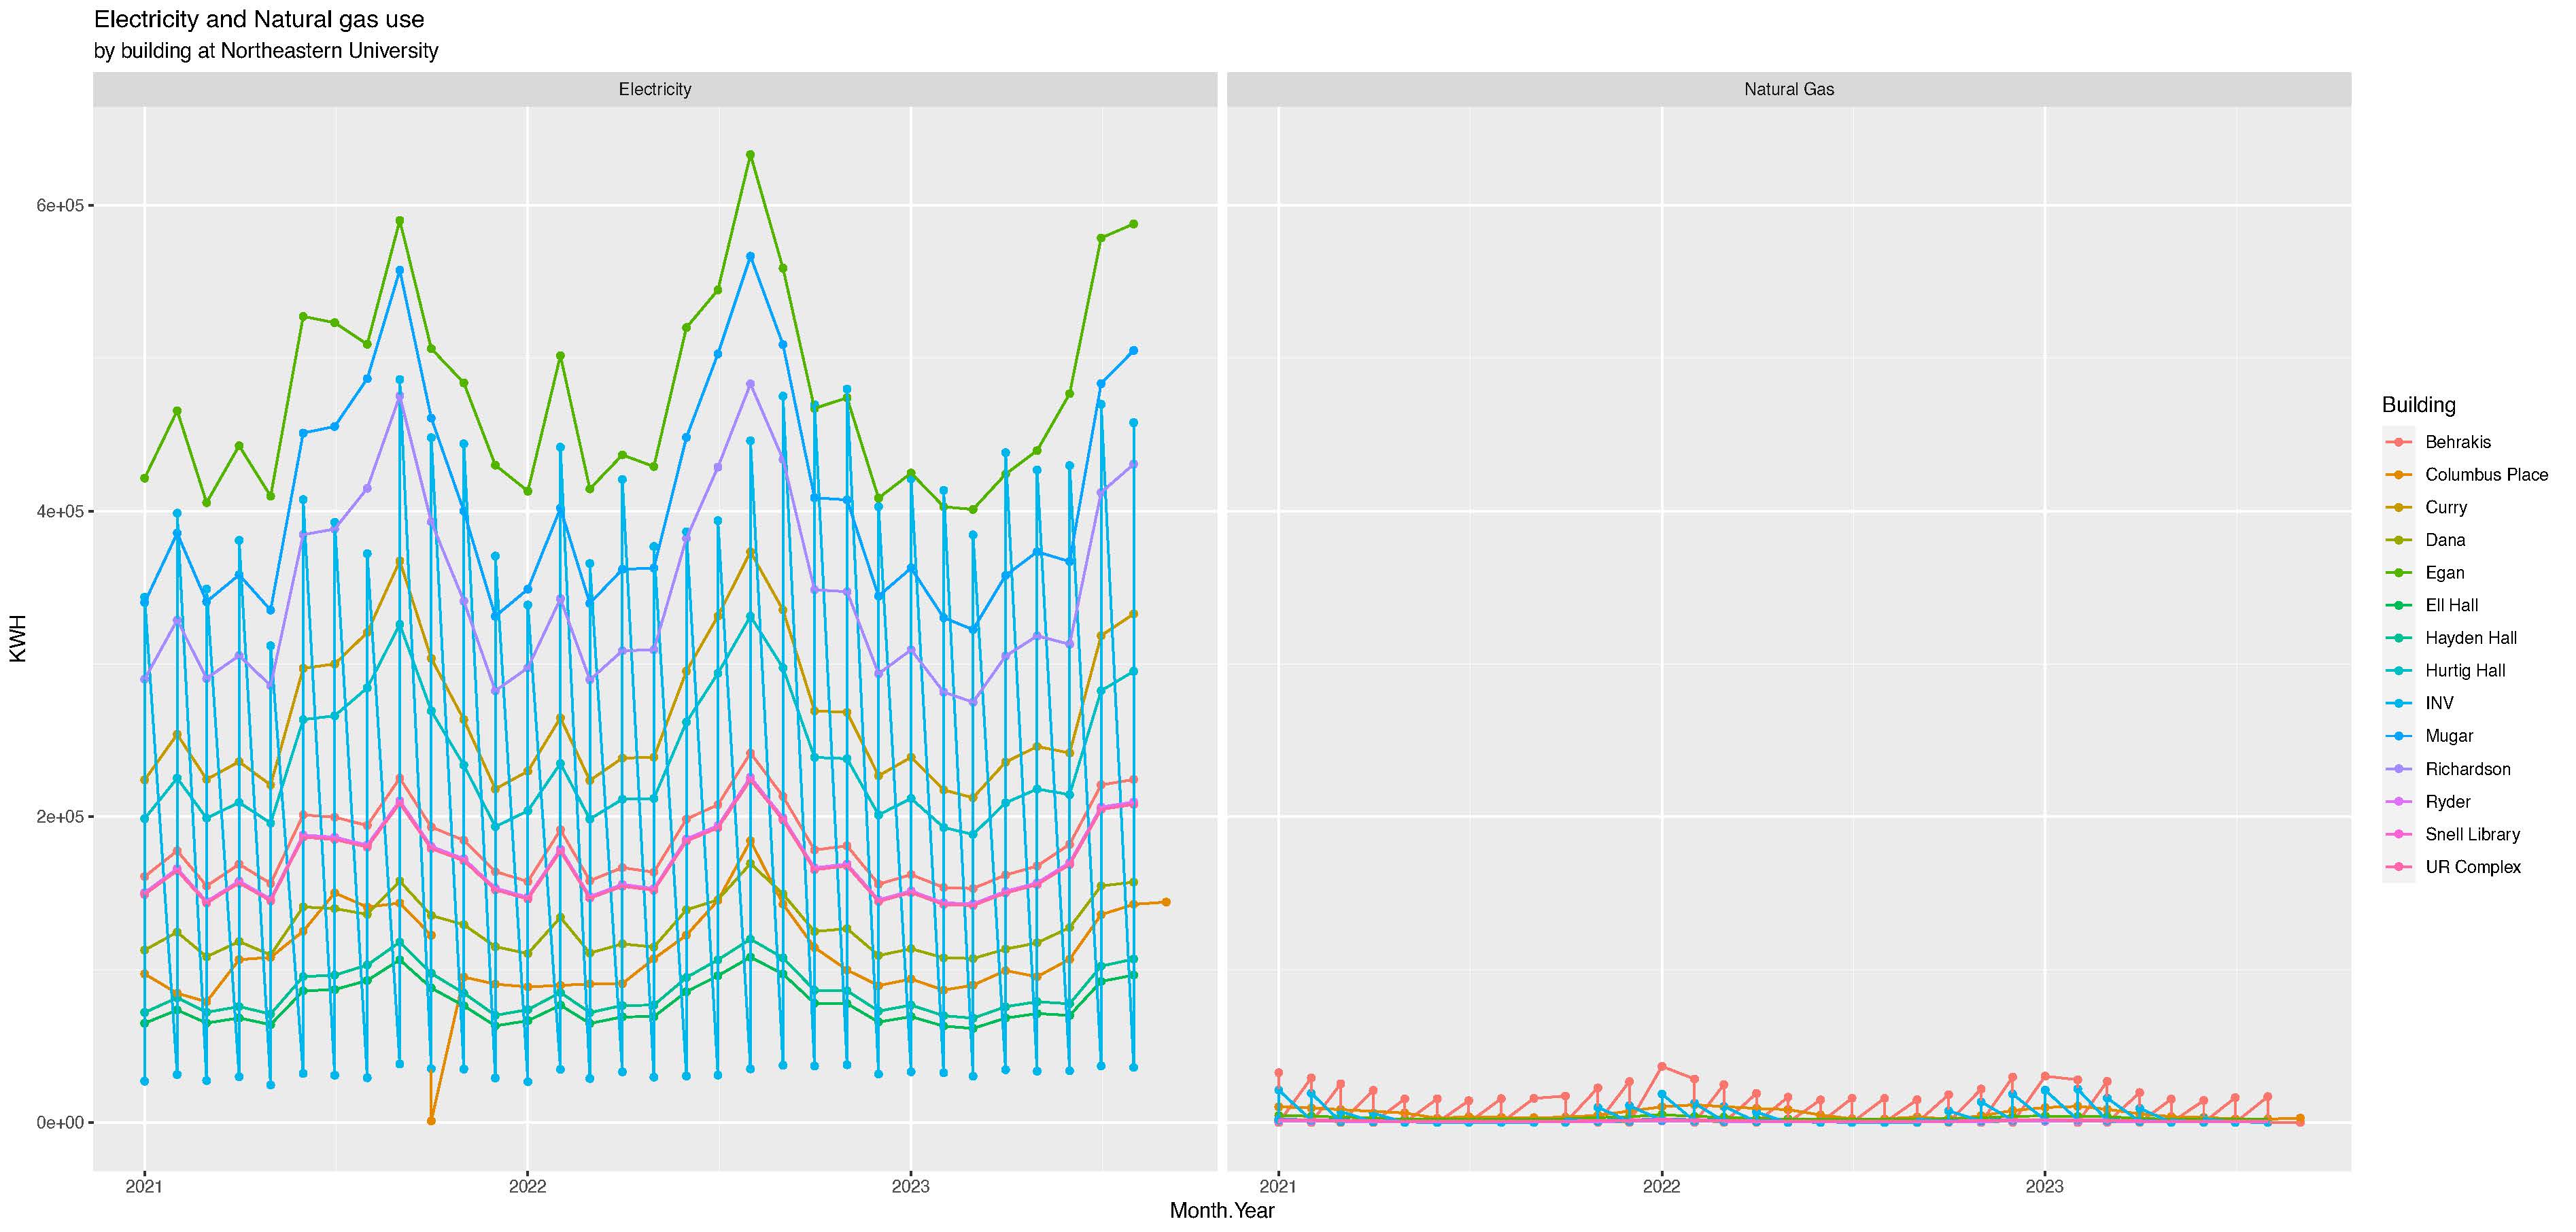 Electricity and Natural gas use
by building at Northeastern University
Electricity
Natural Gas
6e+05
4e+05
2e+05
0e+00
KWH
2021
2022
2023
2021
2022
2023
Month.Year
Building
Behrakis
Columbus Place
Curry
Dana
Egan
Ell Hall
Hayden Hall
Hurtig Hall
INV
Mugar
Richardson
Ryder
Snell Library
UR Complex